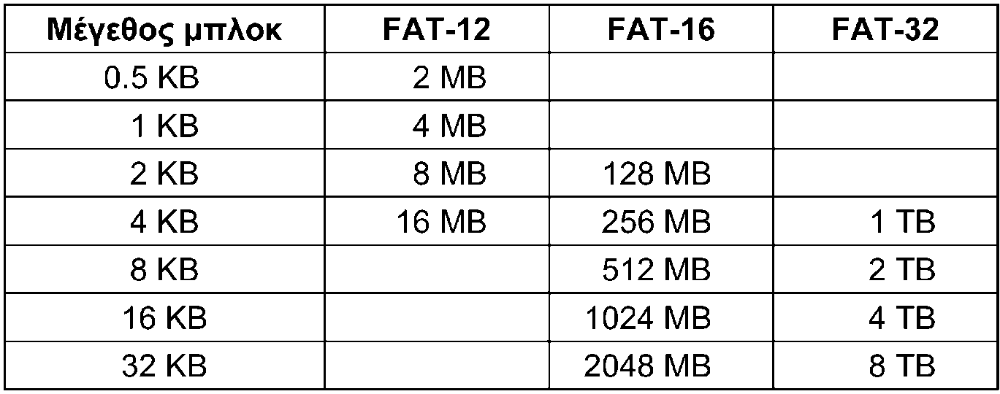 Μέγεθος μπλοκ FAT-12 FAT-16 FAT-32
0.5 KB 2 MB
1 KB 4 MB
2 KB 8 MB 128 MB
4 KB 16 MB 256 MB 1 TB
8 KB 512 MB 2 TB
16 KB 1024 MB 4 TB
32 KB 2048 MB 8 TB